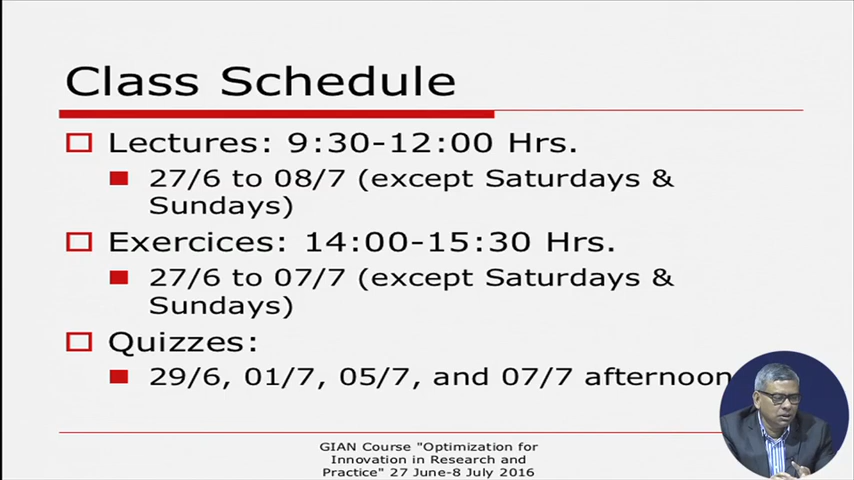 Class Schedule
Lectures: 9:30-12:00 Hrs.
27/6 to 08/7 (except Saturdays &
Sundays)
Exercices: 14:00-15:30 Hrs.
27/6 to 07/7 (except Saturdays &
Sundays)
Quizzes:
29/6, 01/7, 05/7, and 07/7 afternoon
GIAN Course "Optimization for
Innovation in Research and
Practice" 27 June-8 July 2016